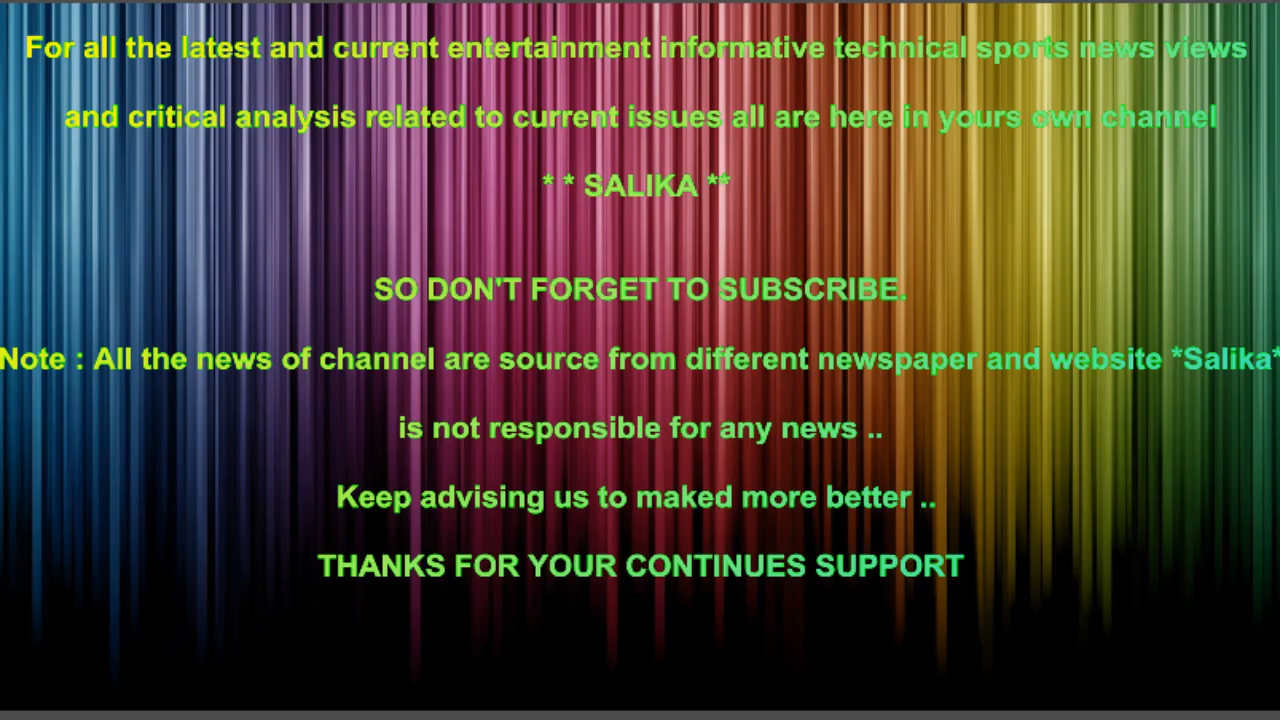 For all the latest and current entertainment informative technical sports news views
and critical analysis related to current issues all are here in yours own channel
* * SALIKA **
SO DON'T FORGET TO SUBSCRIBE.
Note : All the news of channel are source from different newspaper and website *Salika*
is not responsible for any news ..
Keep advising us to maked more better ..
THANKS FOR YOUR CONTINUES SUPPORT